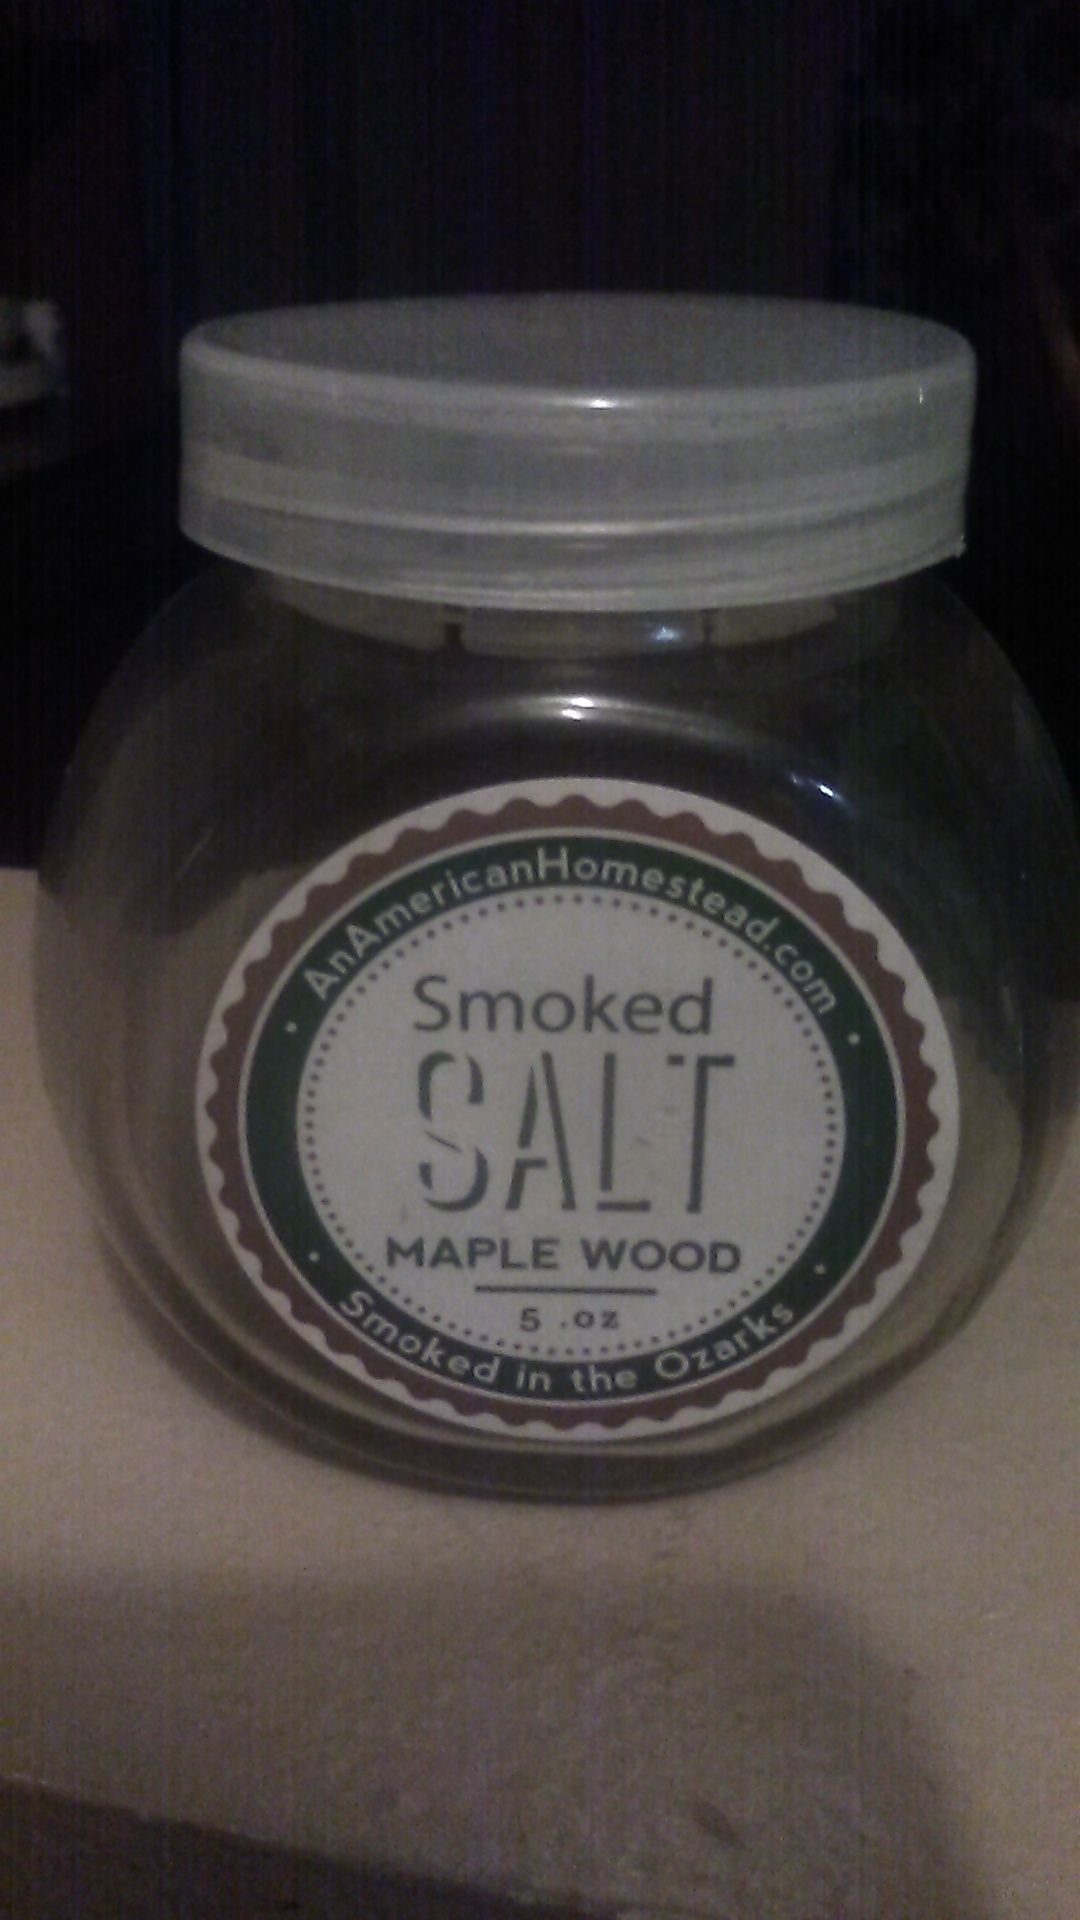 AnAmericanHomestead.com
Smoked
SALT
MAPLE WOOD
5 .oz
Smoked in the Ozarks